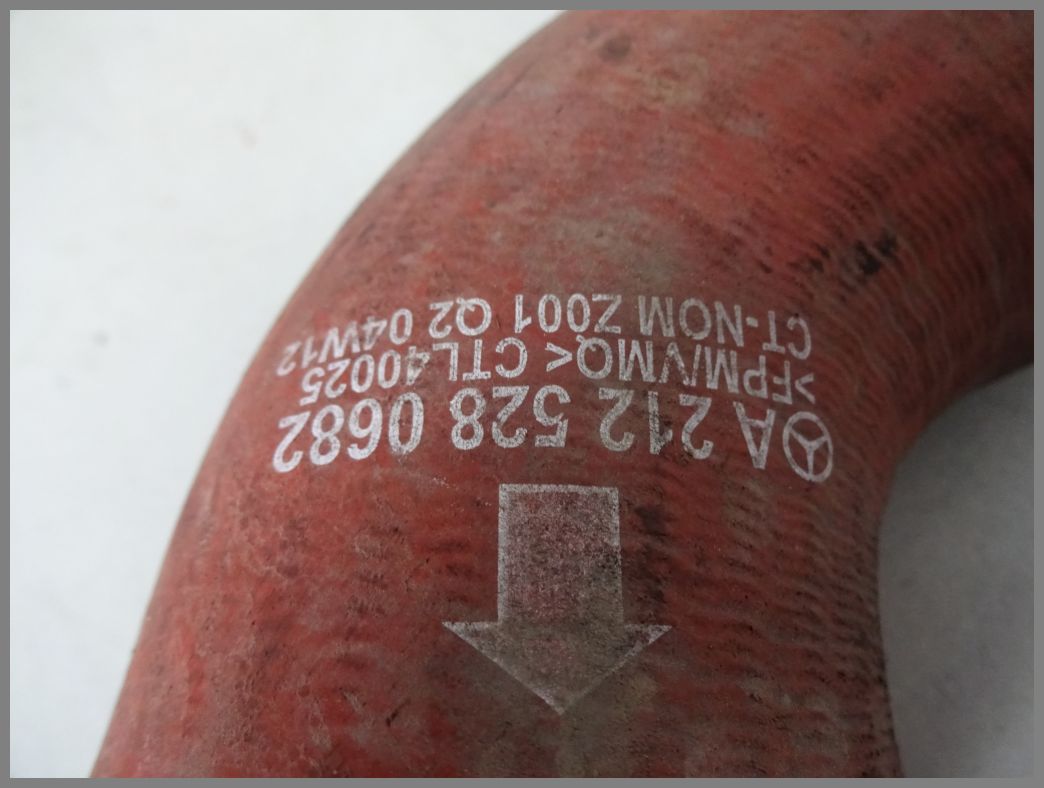 A 212 528 0682
>FPM/VMQ< CTL40025
CT-NOM Z001 Q2 04W12